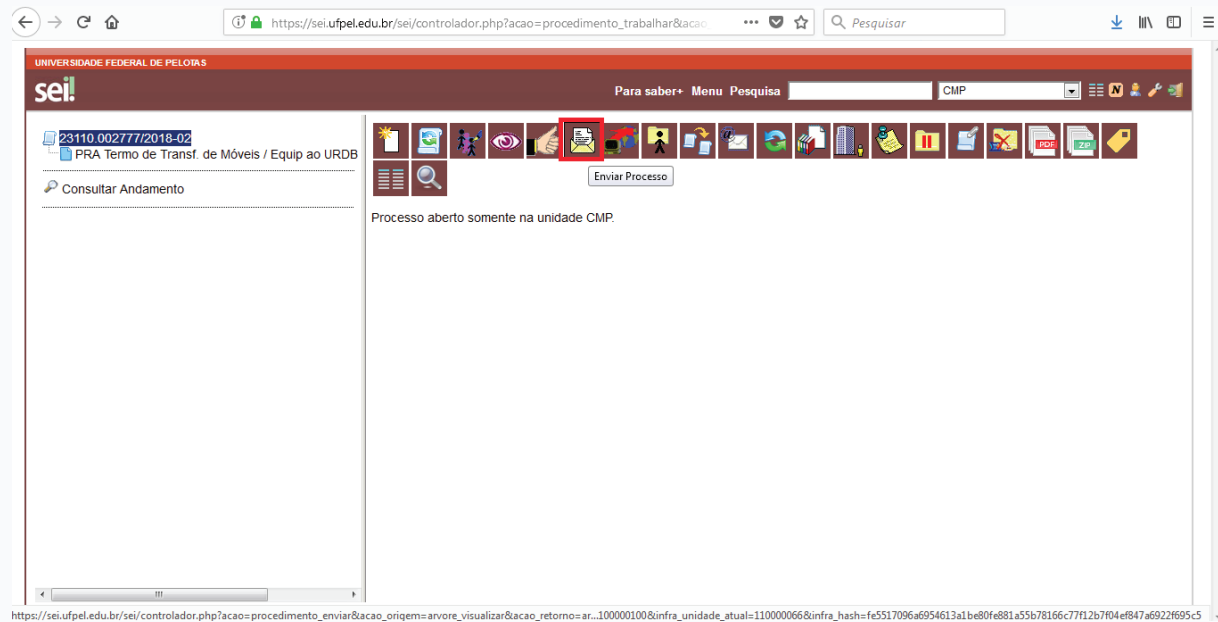 https://sei.ufpel.edu.br/sei/controlador.php?acao=procedimento_trabalhar&acao
Pesquisar
UNIVERSIDADE FEDERAL DE PELOTAS
sei!
Para saber+ Menu Pesquisa
CMP
N
23110.002777/2018-02
PRA Termo de Transf. de Móveis / Equip ao URDB
Consultar Andamento
PDF
ZIP
Enviar Processo
Processo aberto somente na unidade CMP.
https://sei.ufpel.edu.br/sei/controlador.php?acao=procedimento_enviar&acao_origem=arvore_visualizar&acao_retorno=ar...100000100&infra_unidade_atual=110000066&infra_hash=fe5517096a6954613a1be80fe881a55b78166c77f12b7f04ef847a6922f695c5